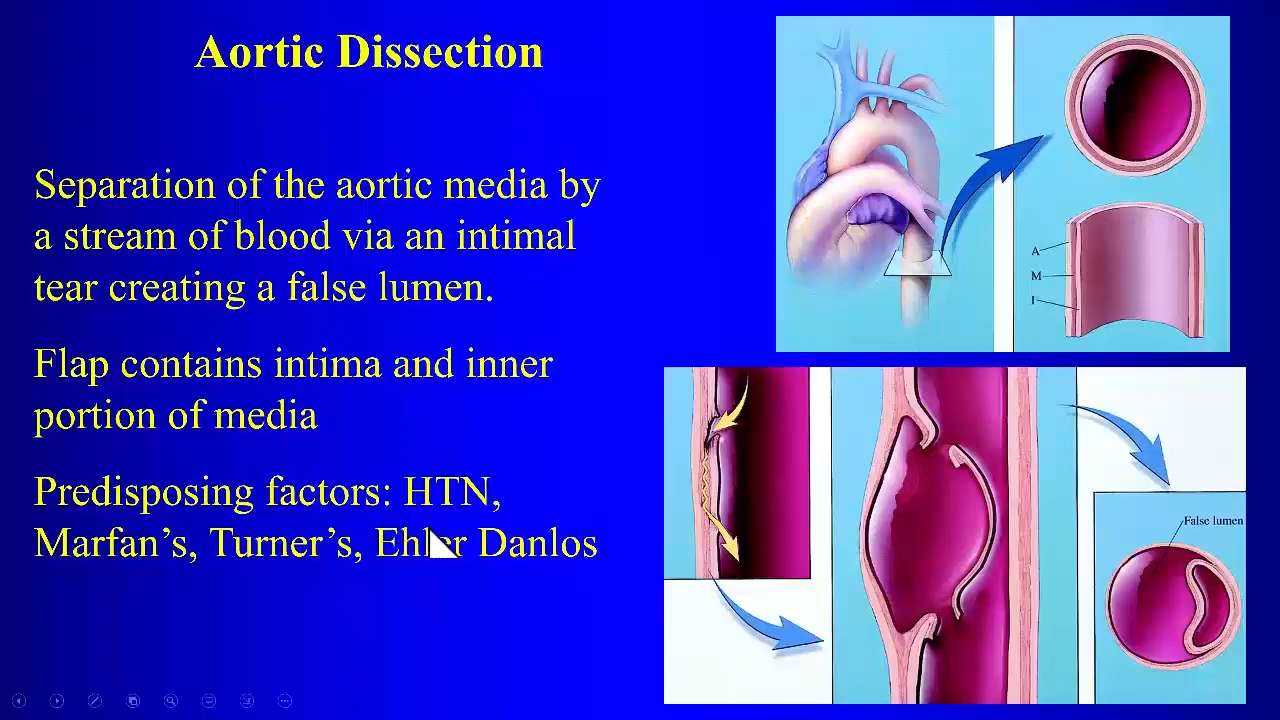 Aortic Dissection
Separation of the aortic media by
a stream of blood via an intimal
tear creating a false lumen.
Flap contains intima and inner
portion of media
Predisposing factors: HTN,
Marfan’s, Turner’s, Ehler Danlos
A
M
I
False lumen